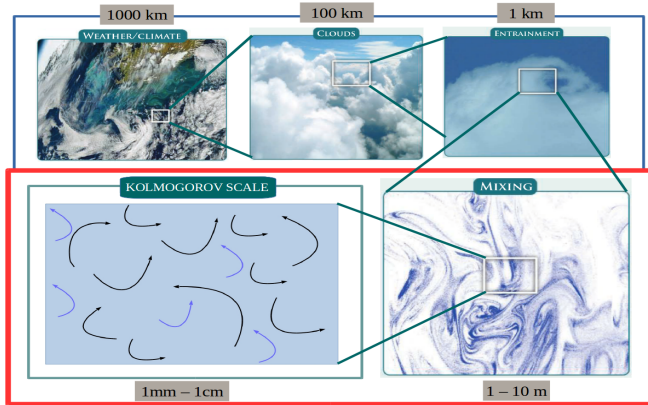 1000 km
100 km
1 km
WEATHER/CLIMATE
CLOUDS
ENTRAINMENT
KOLMOGOROV SCALE
MIXING
1mm – 1cm
1 – 10 m